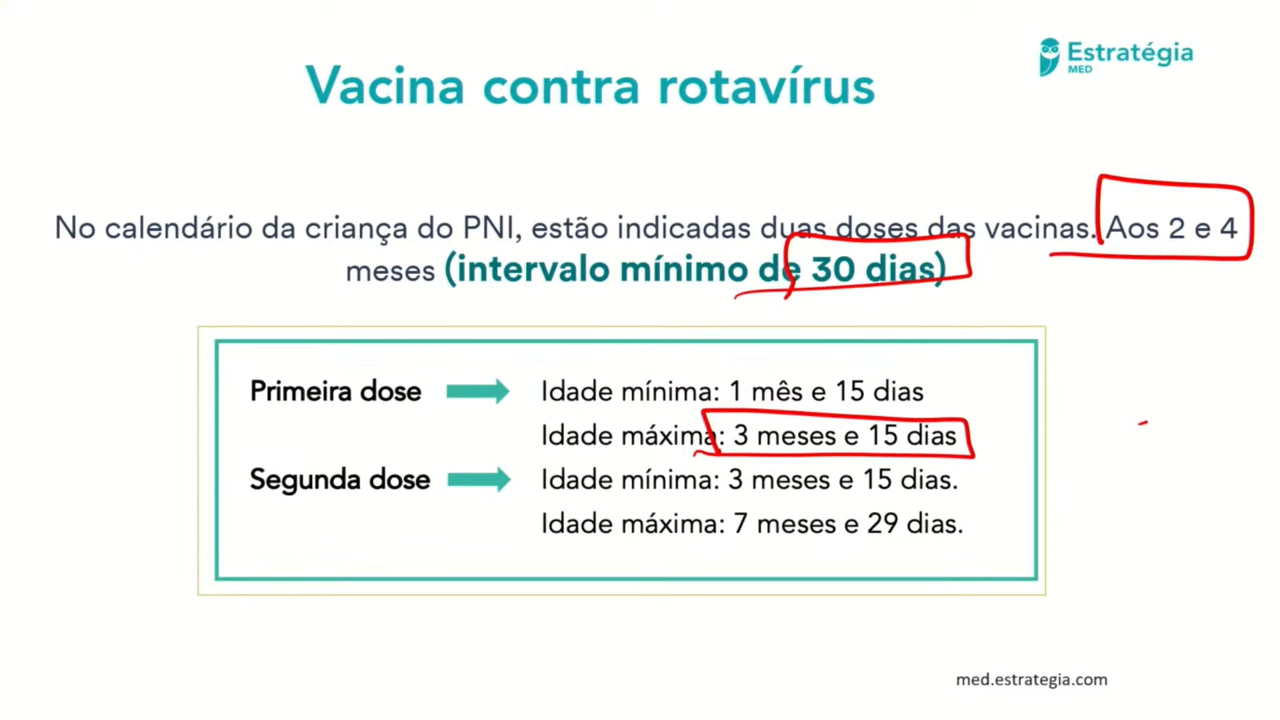 Estratégia
MED
Vacina contra rotavírus
No calendário da criança do PNI, estão indicadas duas doses das vacinas. Aos 2 e 4
meses (intervalo mínimo de 30 dias)
Primeira dose Idade mínima: 1 mês e 15 dias
Idade máxima: 3 meses e 15 dias
Segunda dose Idade mínima: 3 meses e 15 dias.
Idade máxima: 7 meses e 29 dias.
med.estrategia.com